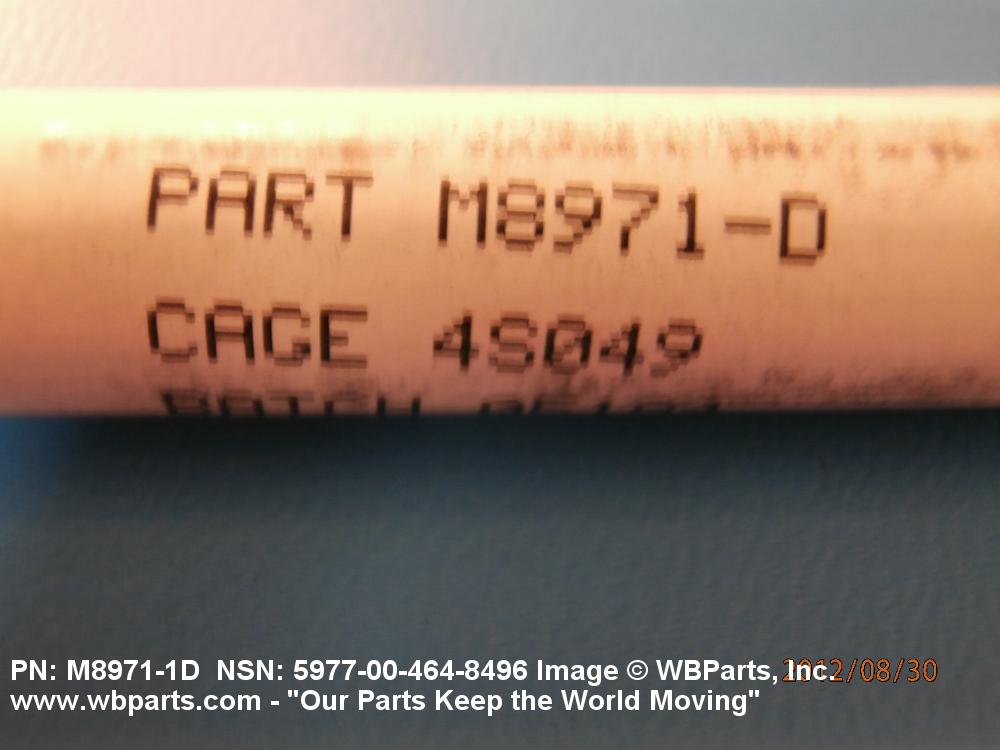 PART M8971-D
CAGE 4S049
BATCH
PN: M8971-1D  NSN: 5977-00-464-8496 Image © WBParts, Inc.
2012/08/30
www.wbparts.com - "Our Parts Keep the World Moving"